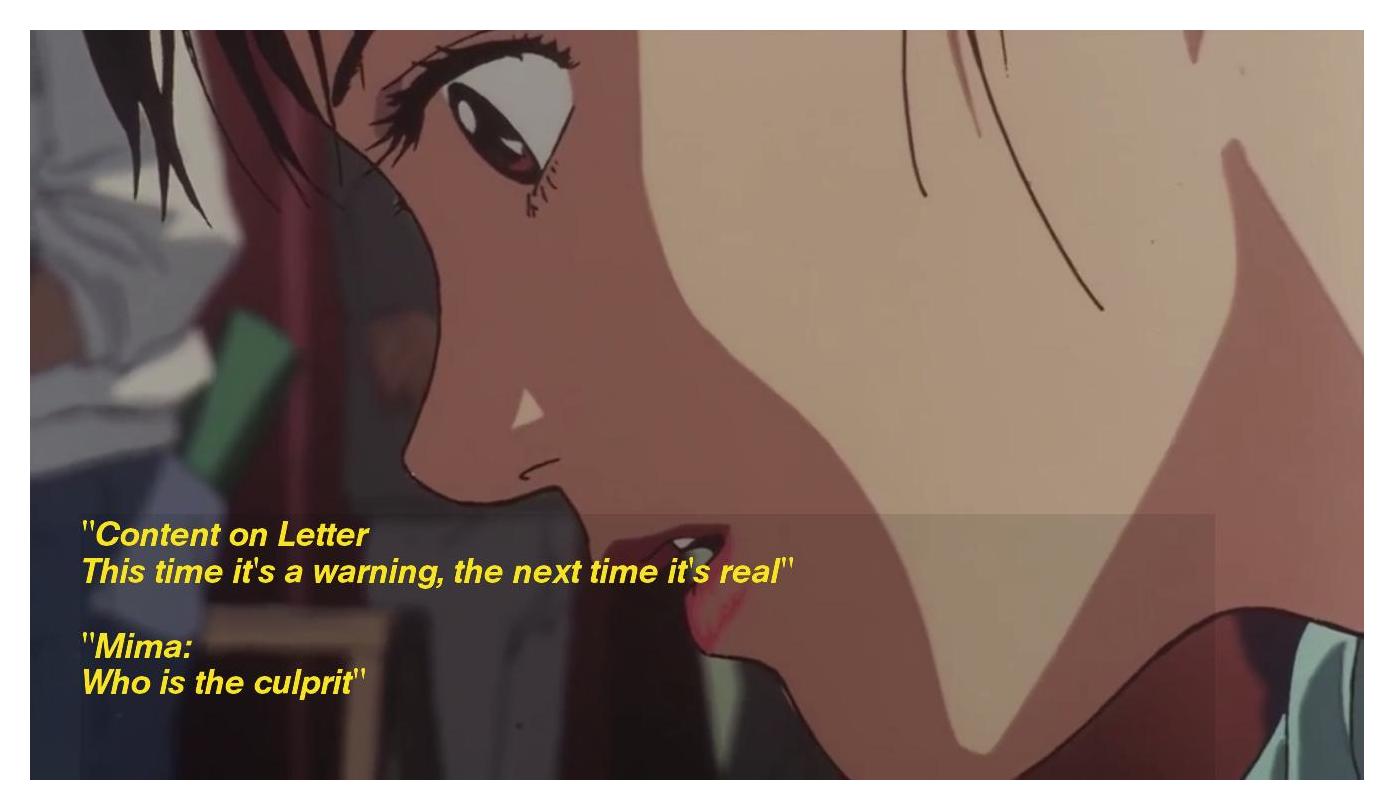 "Content on Letter
This time it's a warning, the next time it's real"
"Mima:
Who is the culprit"